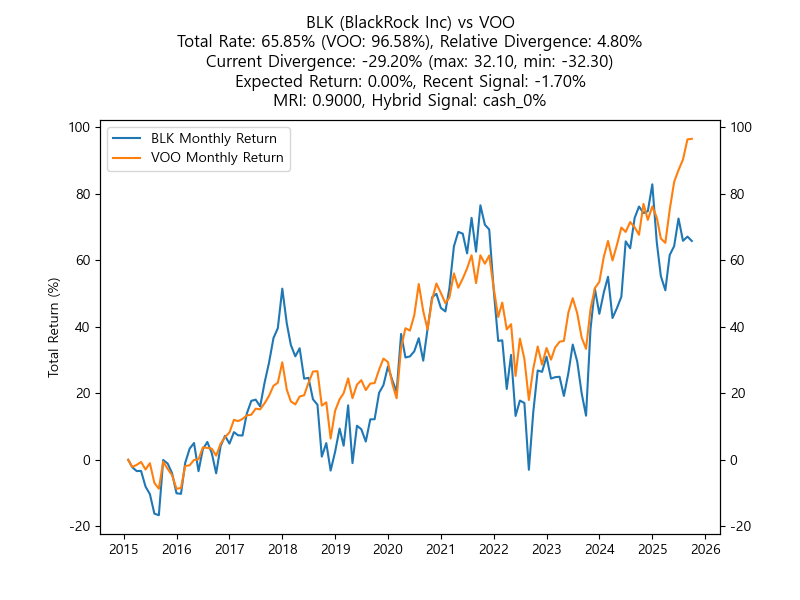 BLK (BlackRock Inc) vs VOO
Total Rate: 65.85% (VOO: 96.58%), Relative Divergence: 4.80%
Current Divergence: -29.20% (max: 32.10, min: -32.30)
Expected Return: 0.00%, Recent Signal: -1.70%
MRI: 0.9000, Hybrid Signal: cash_0%
BLK Monthly Return
VOO Monthly Return
Total Return (%)
100
80
60
40
20
0
-20
100
80
60
40
20
0
-20
2015 2016 2017 2018 2019 2020 2021 2022 2023 2024 2025 2026